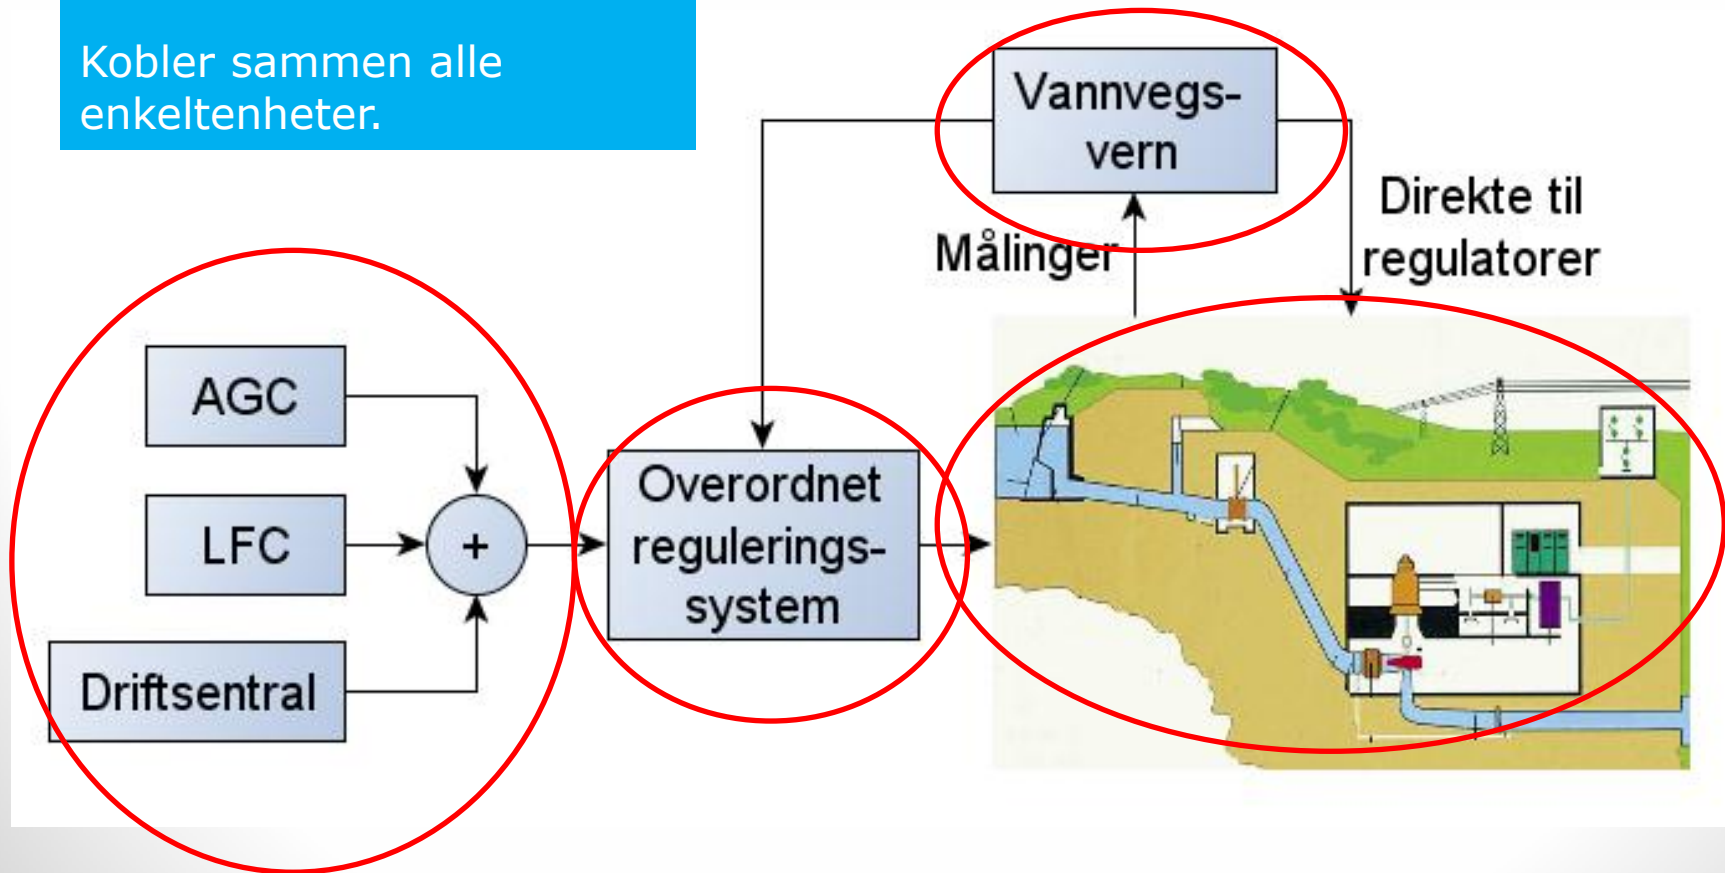 Kobler sammen alle
enkeltenheter.
Vannvegs-
vern
Direkte til
regulatorer
Målinger
AGC
LFC
+
Driftsentral
Overordnet
regulerings-
system